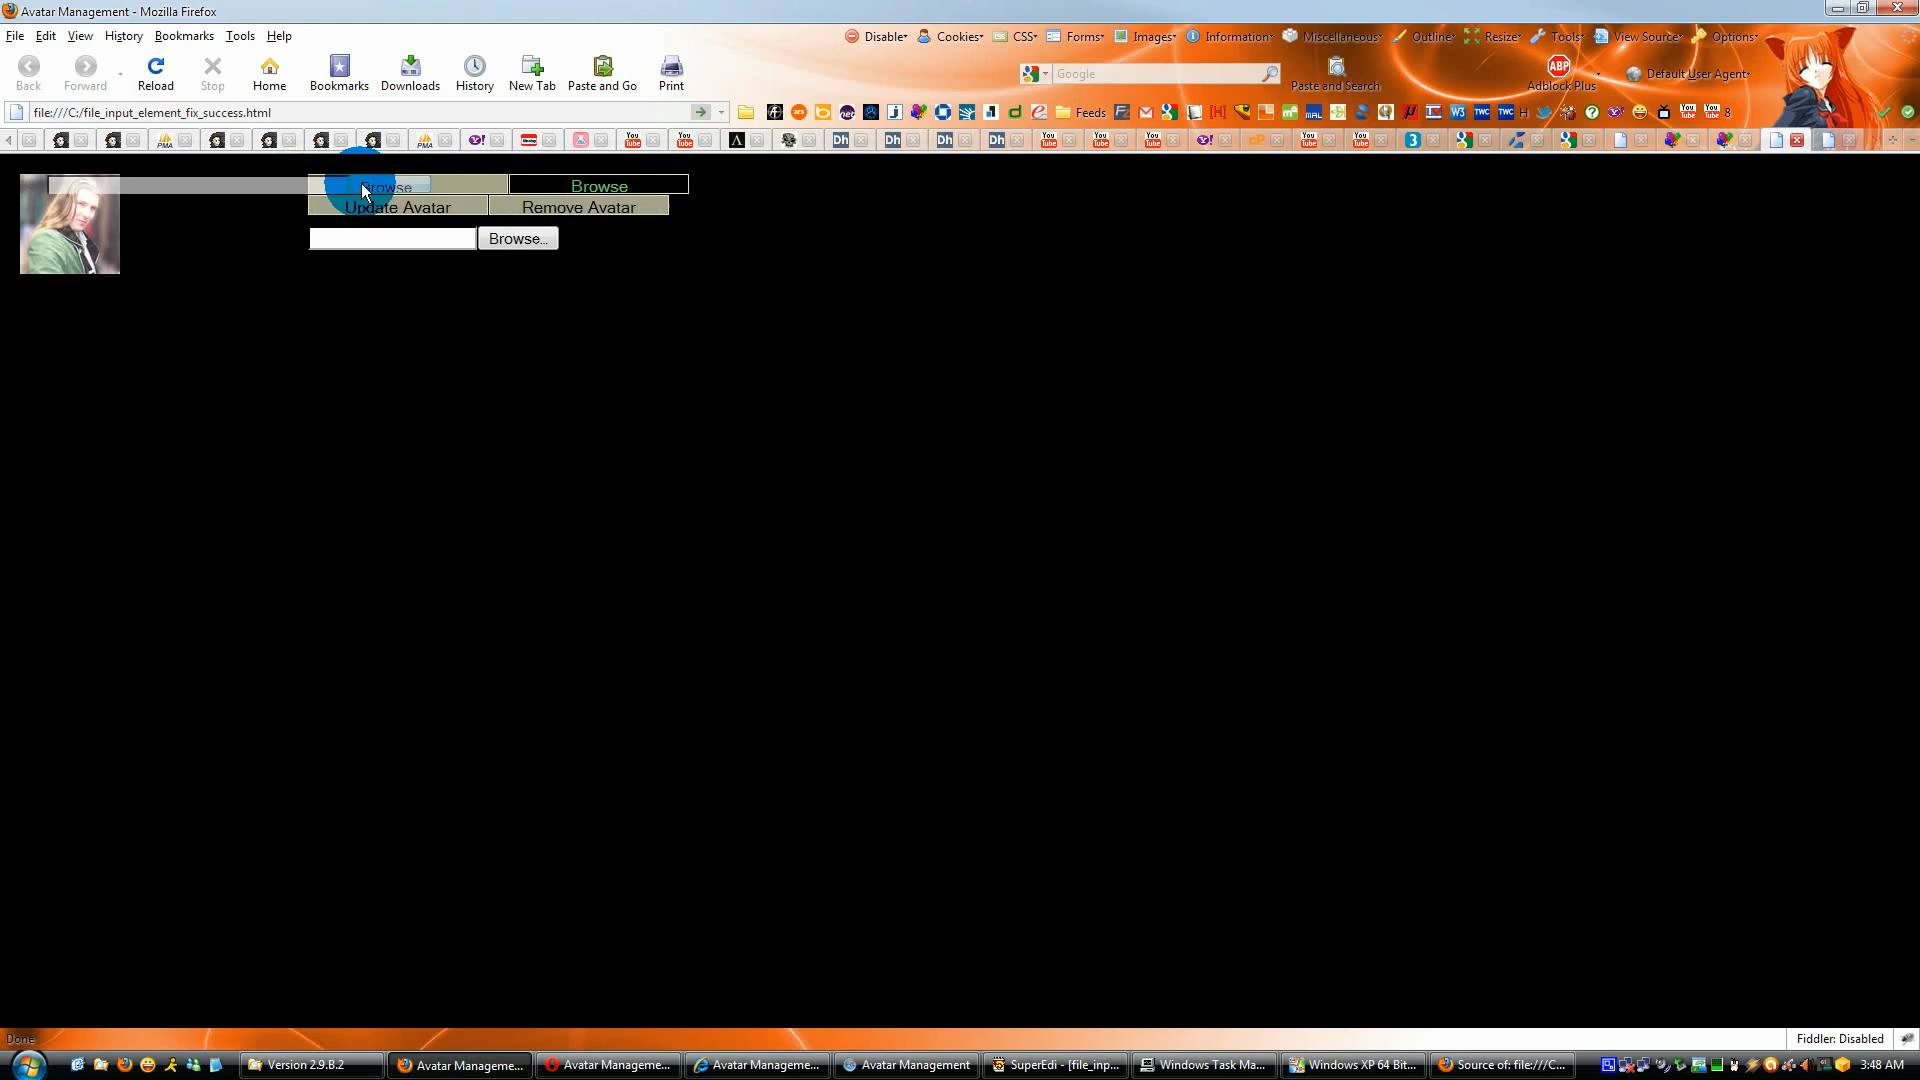 Avatar Management - Mozilla Firefox
File Edit View History Bookmarks Tools Help
Disable Cookies CSS Forms Images Information Miscellaneous Outline Resize Tools View Source Options
Back Forward Reload Stop Home Bookmarks Downloads History New Tab Paste and Go Print
Google
Paste and Search
ABP
Adblock Plus
Default User Agent
file:///C:/file_input_element_fix_success.html
Feeds
8
Browse
Browse
Update Avatar Remove Avatar
Browse...
Done
Fiddler: Disabled
Version 2.9.B.2
Avatar Manageme...
Avatar Manageme...
Avatar Manageme...
Avatar Management
SuperEdi - [file_inp...
Windows Task Ma...
Windows XP 64 Bit...
Source of: file:///C...
3:48 AM